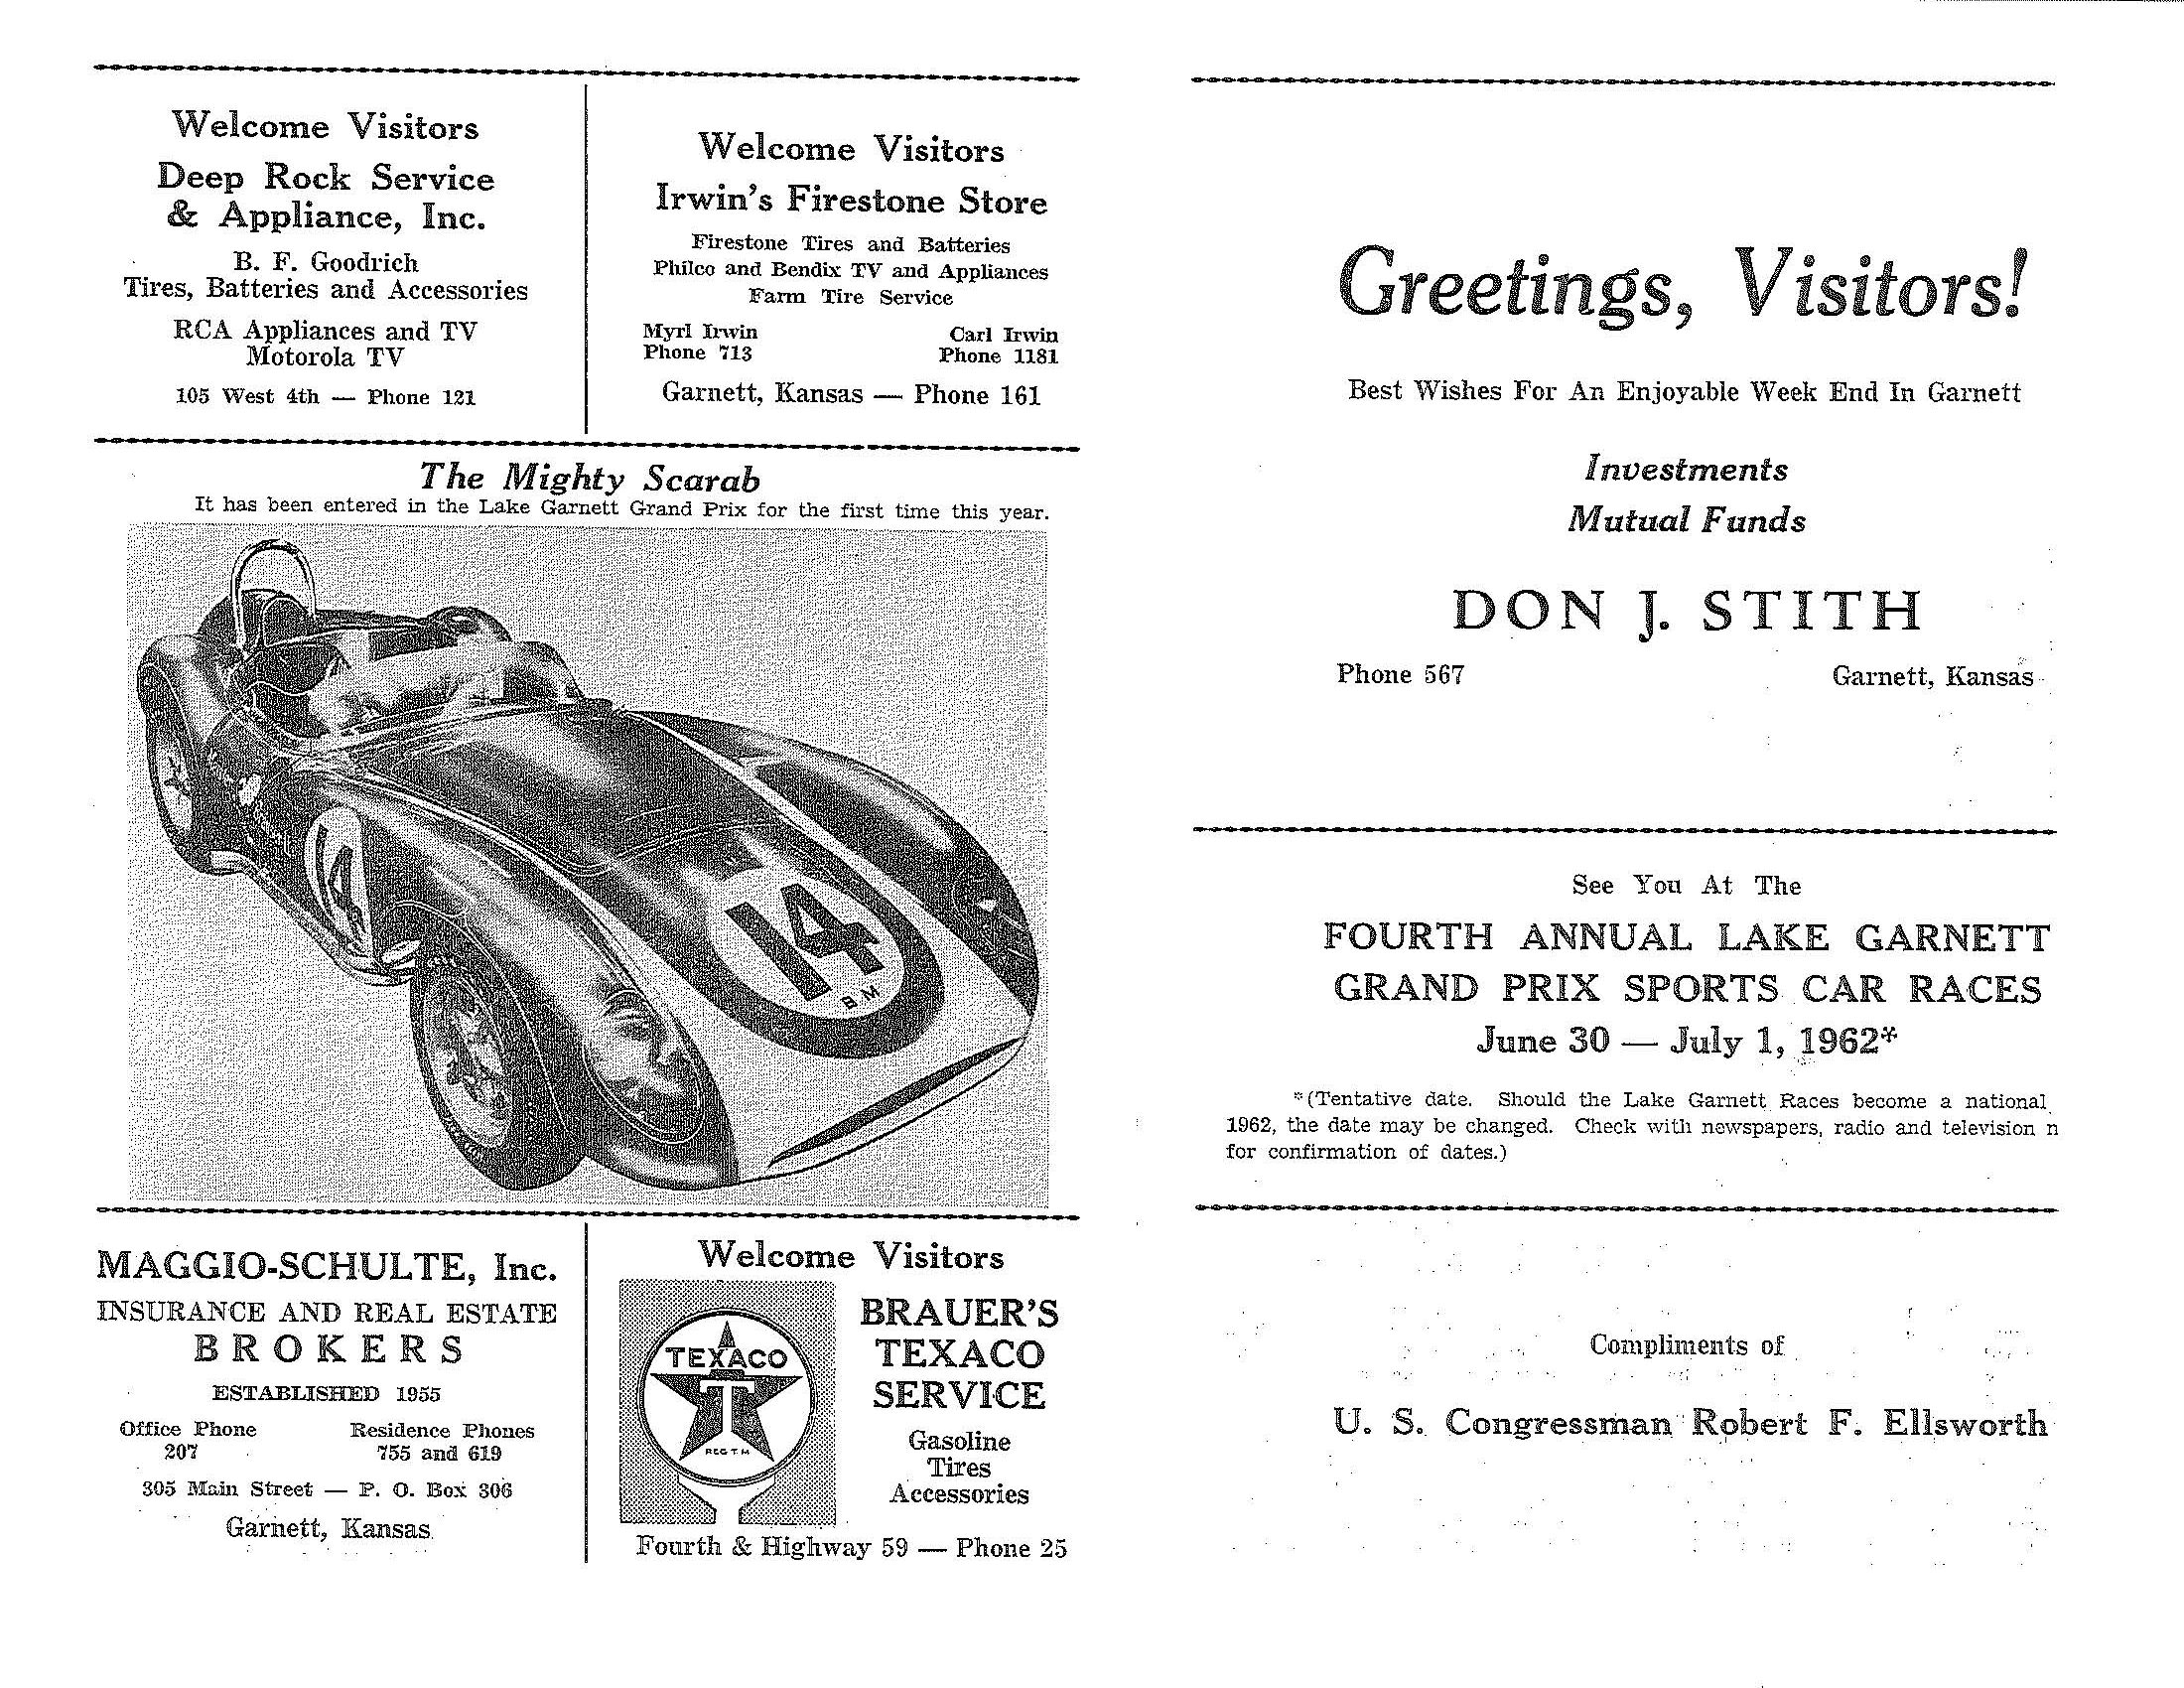 Welcome Visitors
Deep Rock Service
& Appliance, Inc.
B. F. Goodrich
Tires, Batteries and Accessories
RCA Appliances and TV
Motorola TV
105 West 4th — Phone 121
Welcome Visitors
Irwin's Firestone Store
Firestone Tires and Batteries
Philco and Bendix TV and Appliances
Farm Tire Service
Myrl Irwin Carl Irwin
Phone 713 Phone 1181
Garnett, Kansas — Phone 161
The Mighty Scarab
It has been entered in the Lake Garnett Grand Prix for the first time this year.
14
14
B.M
MAGGIO-SCHULTE, Inc.
INSURANCE AND REAL ESTATE
BROKERS
ESTABLISHED 1955
Office Phone Residence Phones
207 755 and 619
305 Main Street — P. O. Box 306
Garnett, Kansas
Welcome Visitors
TEXACO
T
REG T.M
BRAUER'S
TEXACO
SERVICE
Gasoline
Tires
Accessories
Fourth & Highway 59 — Phone 25
Greetings, Visitors!
Best Wishes For An Enjoyable Week End In Garnett
Investments
Mutual Funds
DON J. STITH
Phone 567 Garnett, Kansas
See You At The
FOURTH ANNUAL LAKE GARNETT
GRAND PRIX SPORTS CAR RACES
June 30 — July 1, 1962*
*(Tentative date. Should the Lake Garnett Races become a national
1962, the date may be changed. Check with newspapers, radio and television n
for confirmation of dates.)
Compliments of
U. S. Congressman Robert F. Ellsworth